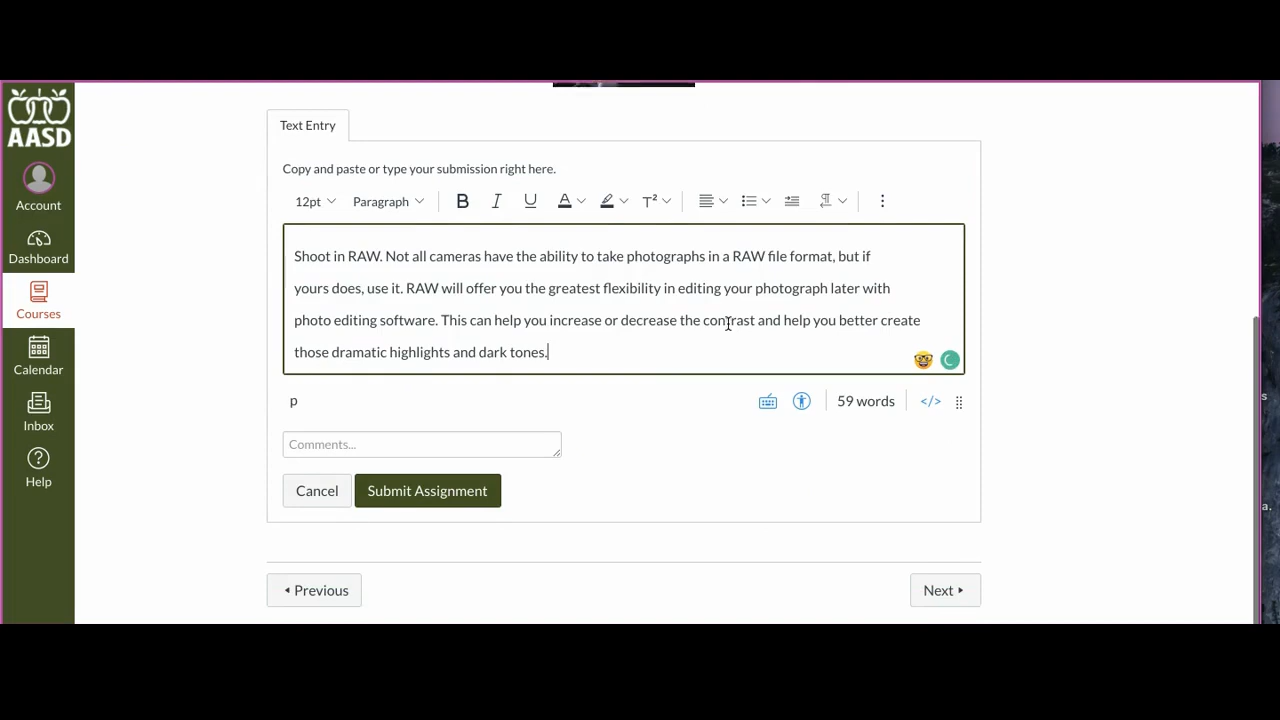 AASD
Account
Dashboard
Courses
Calendar
Inbox
Help
Text Entry
Copy and paste or type your submission right here.
12pt Paragraph B I U A T²
Shoot in RAW. Not all cameras have the ability to take photographs in a RAW file format, but if
yours does, use it. RAW will offer you the greatest flexibility in editing your photograph later with
photo editing software. This can help you increase or decrease the contrast and help you better create
those dramatic highlights and dark tones.
p 59 words </>
Comments...
Cancel Submit Assignment
Previous Next
s
a.